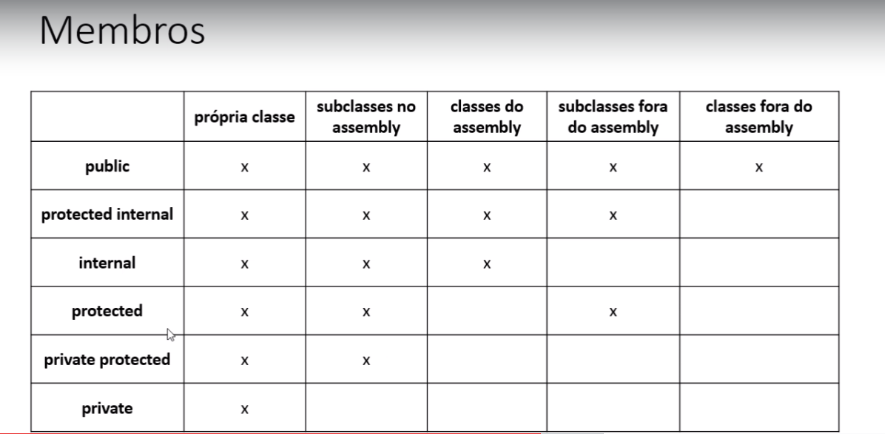 Membros
própria classe subclasses no assembly classes do assembly subclasses fora do assembly classes fora do assembly
public x x x x x
protected internal x x x x
internal x x x
protected x x x
private protected x x
private x